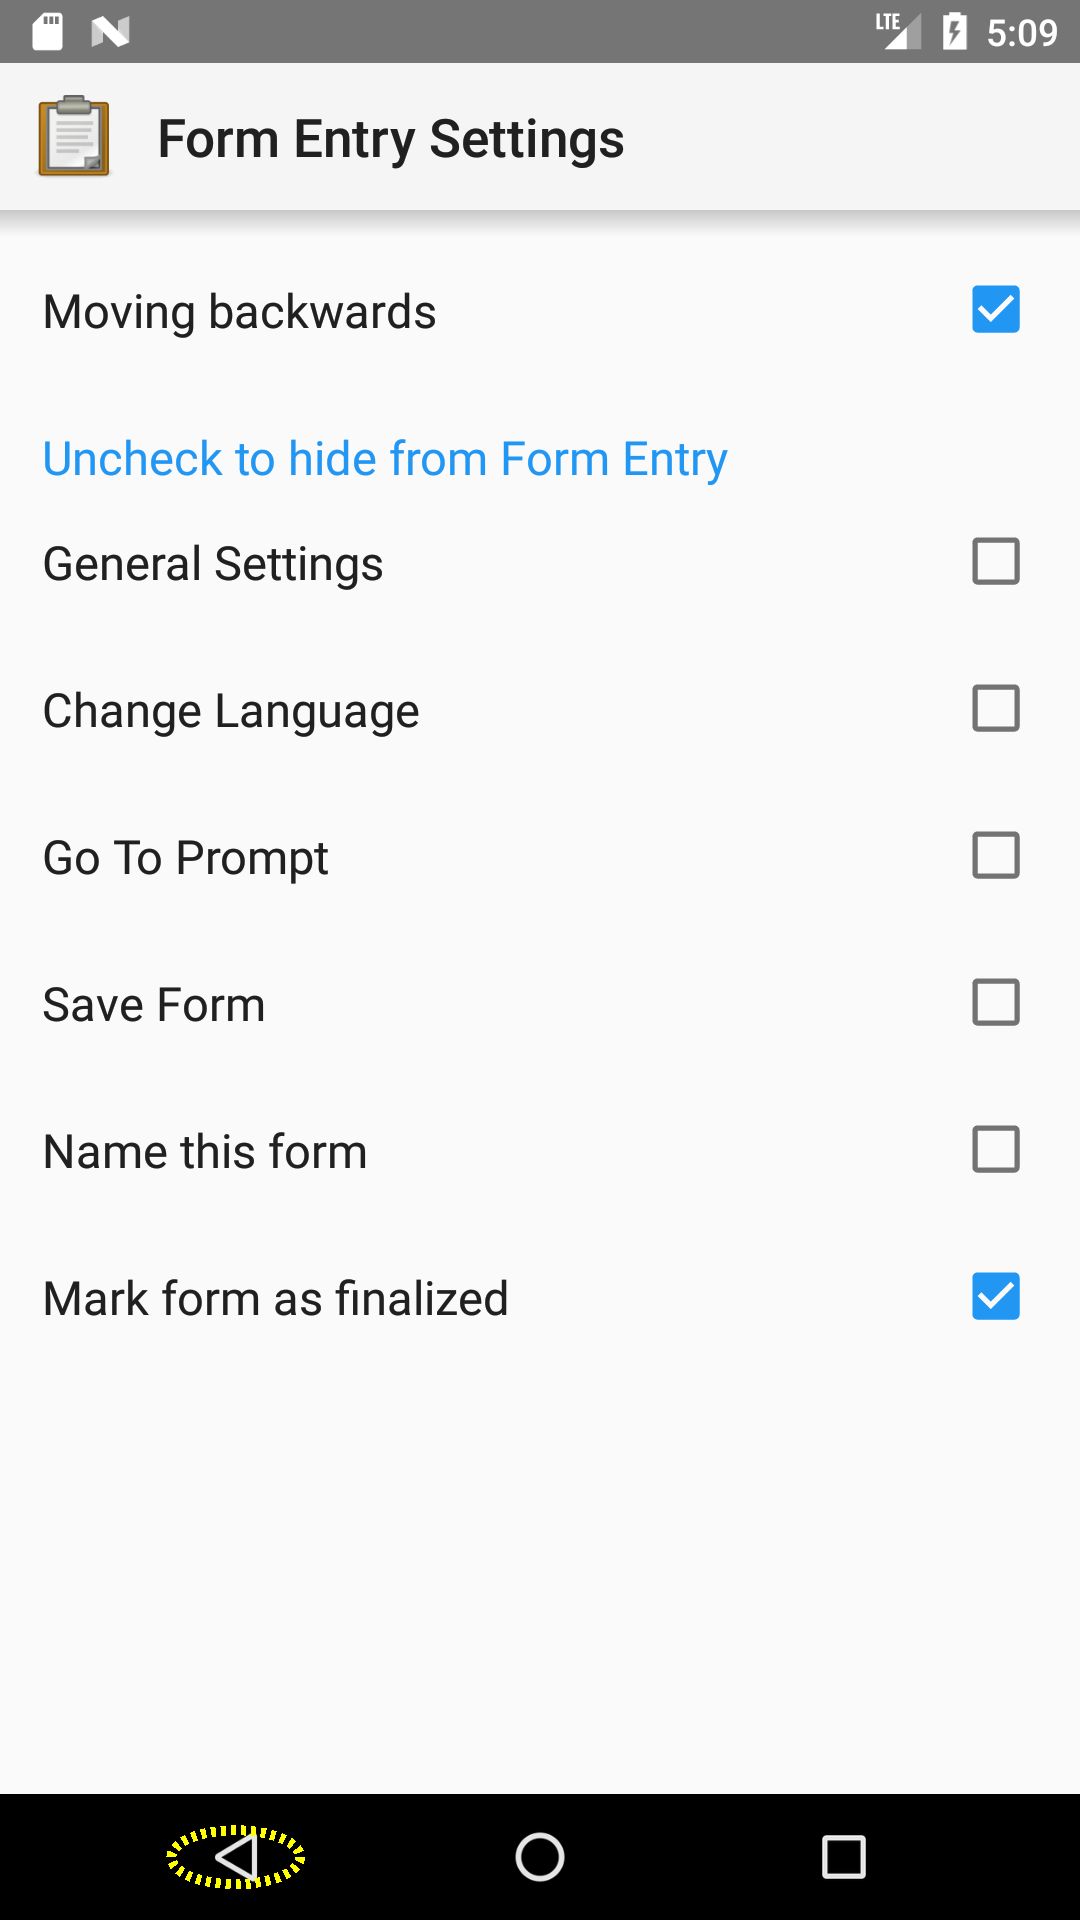 LTE 5:09
Form Entry Settings
Moving backwards
Uncheck to hide from Form Entry
General Settings
Change Language
Go To Prompt
Save Form
Name this form
Mark form as finalized